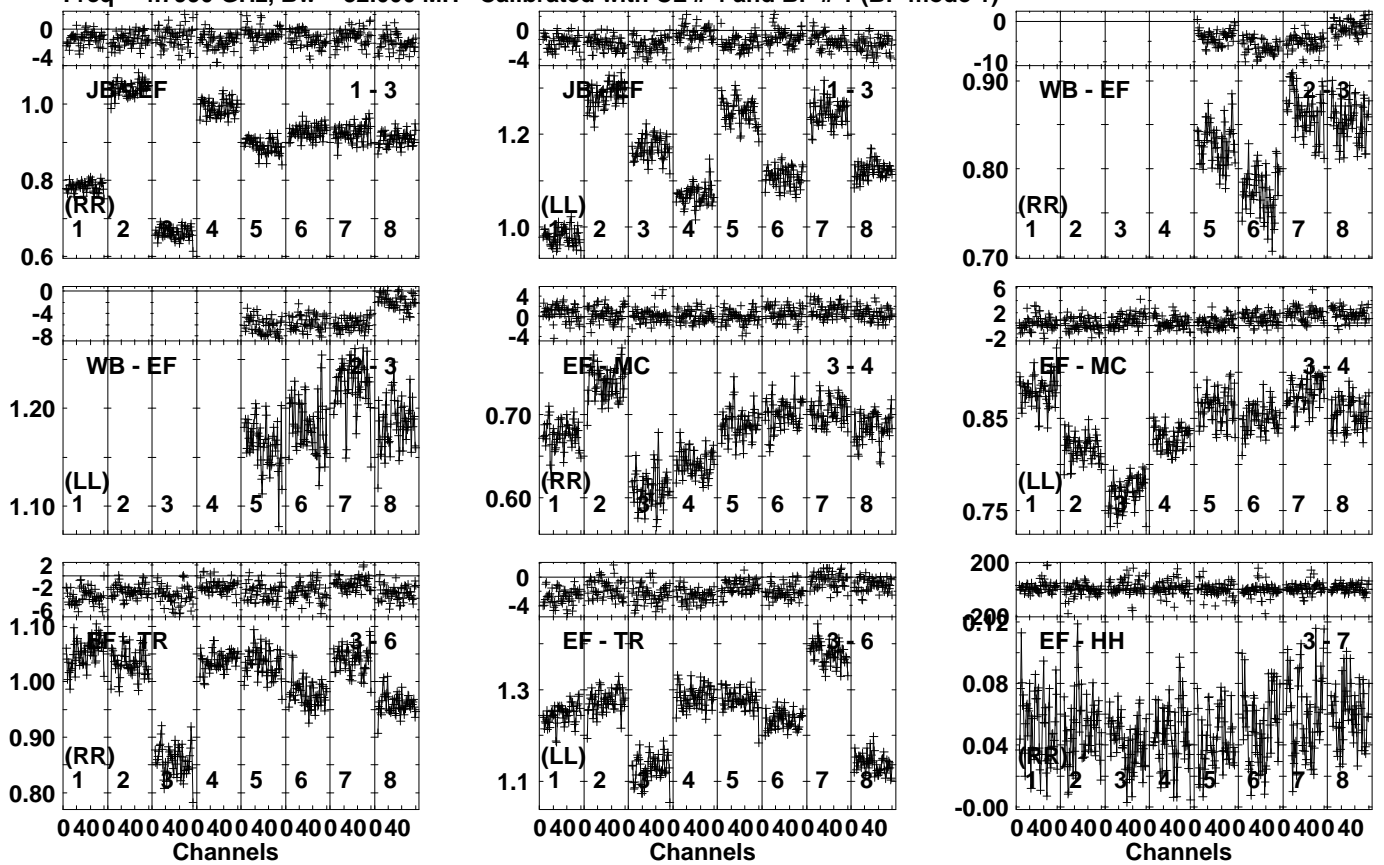 0
-4
JB - EF
1 - 3
1.0
0.8
0.6
(RR)
1 2 3 4 5 6 7 8
0
-4
JB - EF
1 - 3
1.2
1.0
(LL)
1 2 3 4 5 6 7 8
0
-10
WB - EF
2 - 3
0.90
0.80
0.70
(RR)
1 2 3 4 5 6 7 8
0
-4
-8
WB - EF
2 - 3
1.20
1.10
(LL)
1 2 3 4 5 6 7 8
4
0
-4
EF - MC
3 - 4
0.70
0.60
(RR)
1 2 3 4 5 6 7 8
6
2
-2
EF - MC
3 - 4
0.85
0.75
(LL)
1 2 3 4 5 6 7 8
2
-2
-6
EF - TR
3 - 6
1.10
1.00
0.90
0.80
(RR)
1 2 3 4 5 6 7 8
0 40 0 40 0 40 0 40 0 40 0 40 0 40 0 40
Channels
0
-4
EF - TR
3 - 6
1.3
1.1
(LL)
1 2 3 4 5 6 7 8
0 40 0 40 0 40 0 40 0 40 0 40 0 40 0 40
Channels
200
EF - HH
3 - 7
0.12
0.08
0.04
-0.00
(RR)
1 2 3 4 5 6 7 8
0 40 0 40 0 40 0 40 0 40 0 40 0 40 0 40
Channels